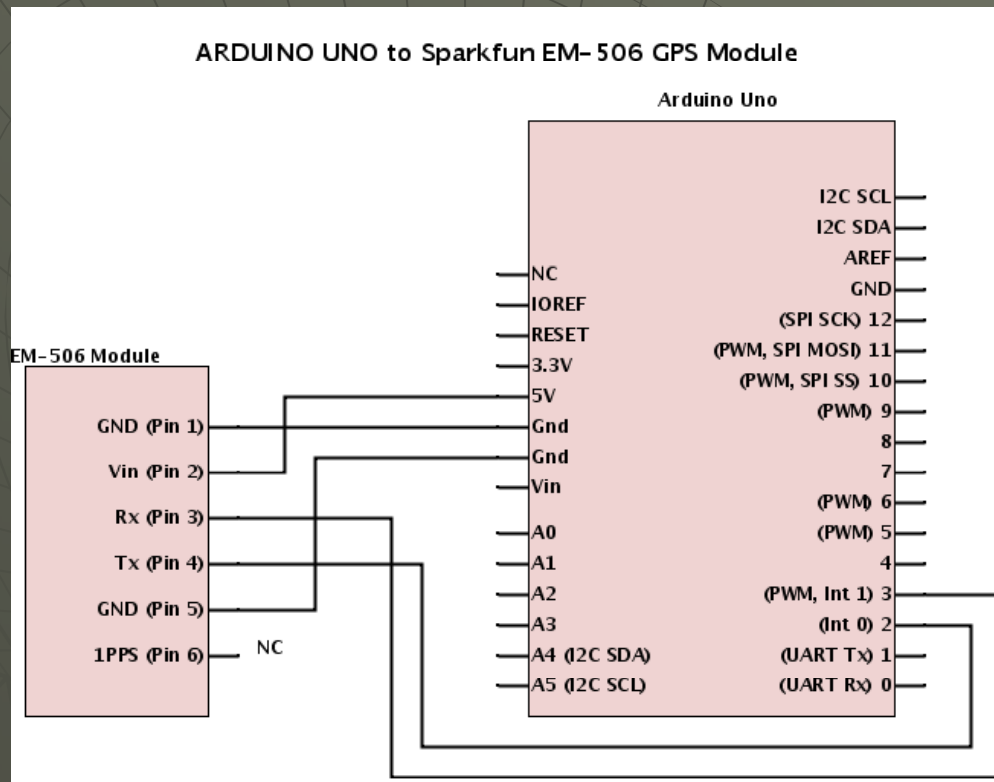 ARDUINO UNO to Sparkfun EM-506 GPS Module
Arduino Uno
I2C SCL
I2C SDA
AREF
GND
(SPI SCK) 12
(PWM, SPI MOSI) 11
(PWM, SPI SS) 10
(PWM) 9
8
7
(PWM) 6
(PWM) 5
4
(PWM, Int 1) 3
(Int 0) 2
(UART Tx) 1
(UART Rx) 0
NC
IOREF
RESET
3.3V
5V
Gnd
Gnd
Vin
A0
A1
A2
A3
A4 (I2C SDA)
A5 (I2C SCL)
EM-506 Module
GND (Pin 1)
Vin (Pin 2)
Rx (Pin 3)
Tx (Pin 4)
GND (Pin 5)
1PPS (Pin 6)
NC